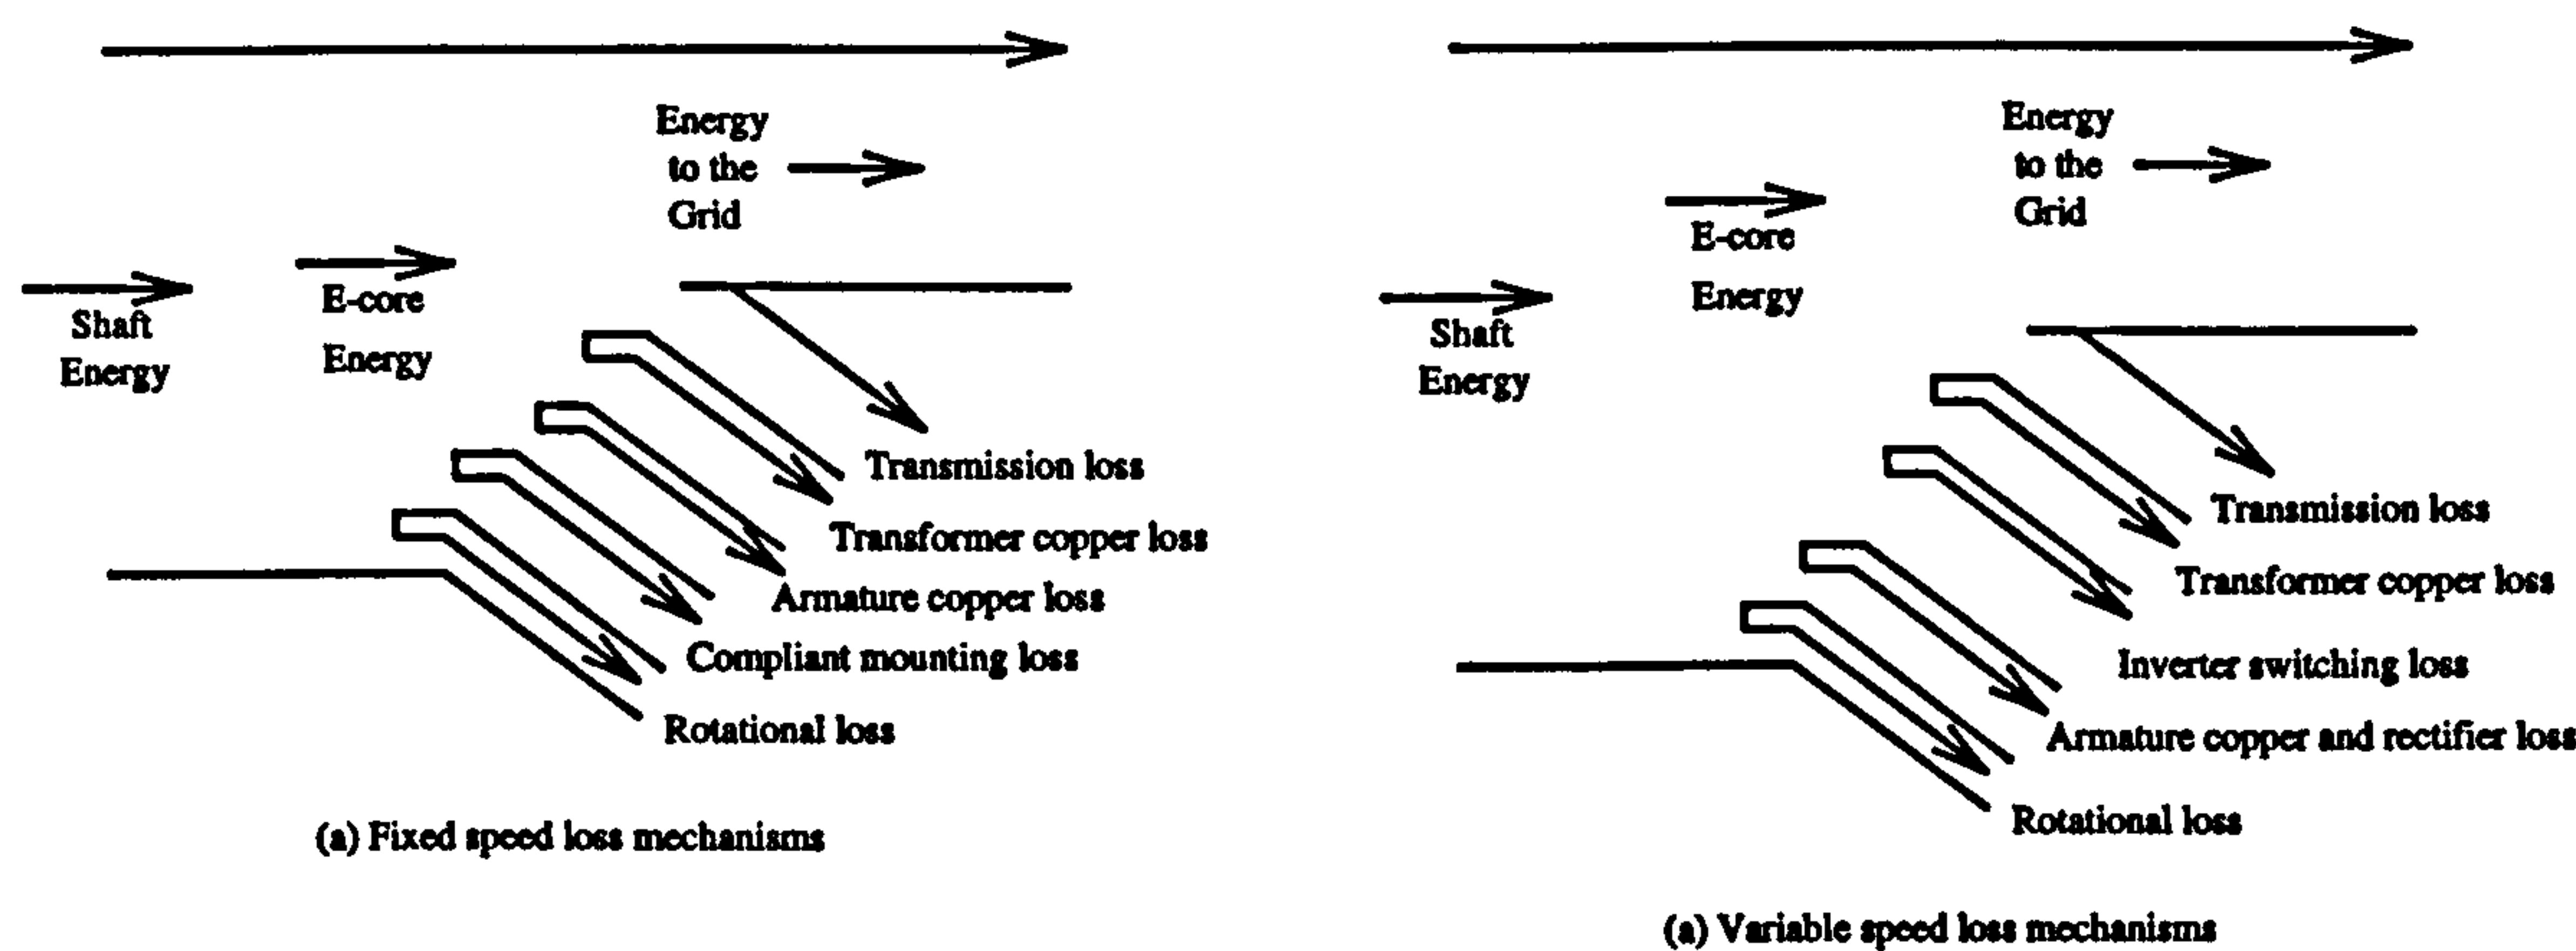 Energy
to the
Grid
E-core
Energy
Shaft
Energy
Transmission loss
Transformer copper loss
Armature copper loss
Compliant mounting loss
Rotational loss
(a) Fixed speed loss mechanisms
Energy
to the
Grid
E-core
Energy
Shaft
Energy
Transmission loss
Transformer copper loss
Inverter switching loss
Armature copper and rectifier loss
Rotational loss
(a) Variable speed loss mechanisms